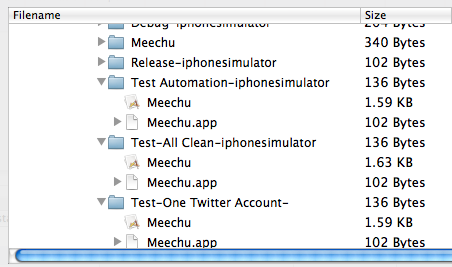 Filename Size
Debug-iphonesimulator 204 Bytes
Meechu 340 Bytes
Release-iphonesimulator 102 Bytes
Test Automation-iphonesimulator 136 Bytes
Meechu 1.59 KB
Meechu.app 102 Bytes
Test-All Clean-iphonesimulator 136 Bytes
Meechu 1.63 KB
Meechu.app 102 Bytes
Test-One Twitter Account- 136 Bytes
Meechu 1.59 KB
Meechu.app 102 Bytes